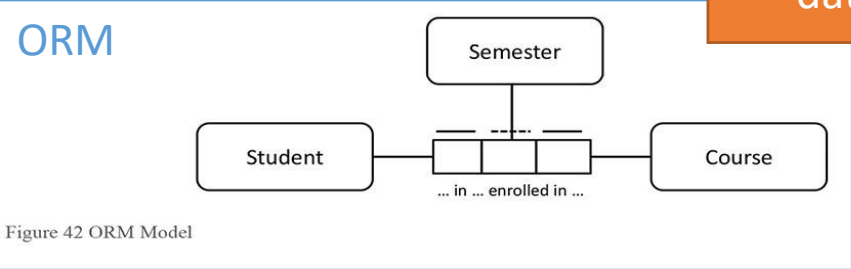 ORM
Semester
Student
Course
... in ... enrolled in ...
Figure 42 ORM Model